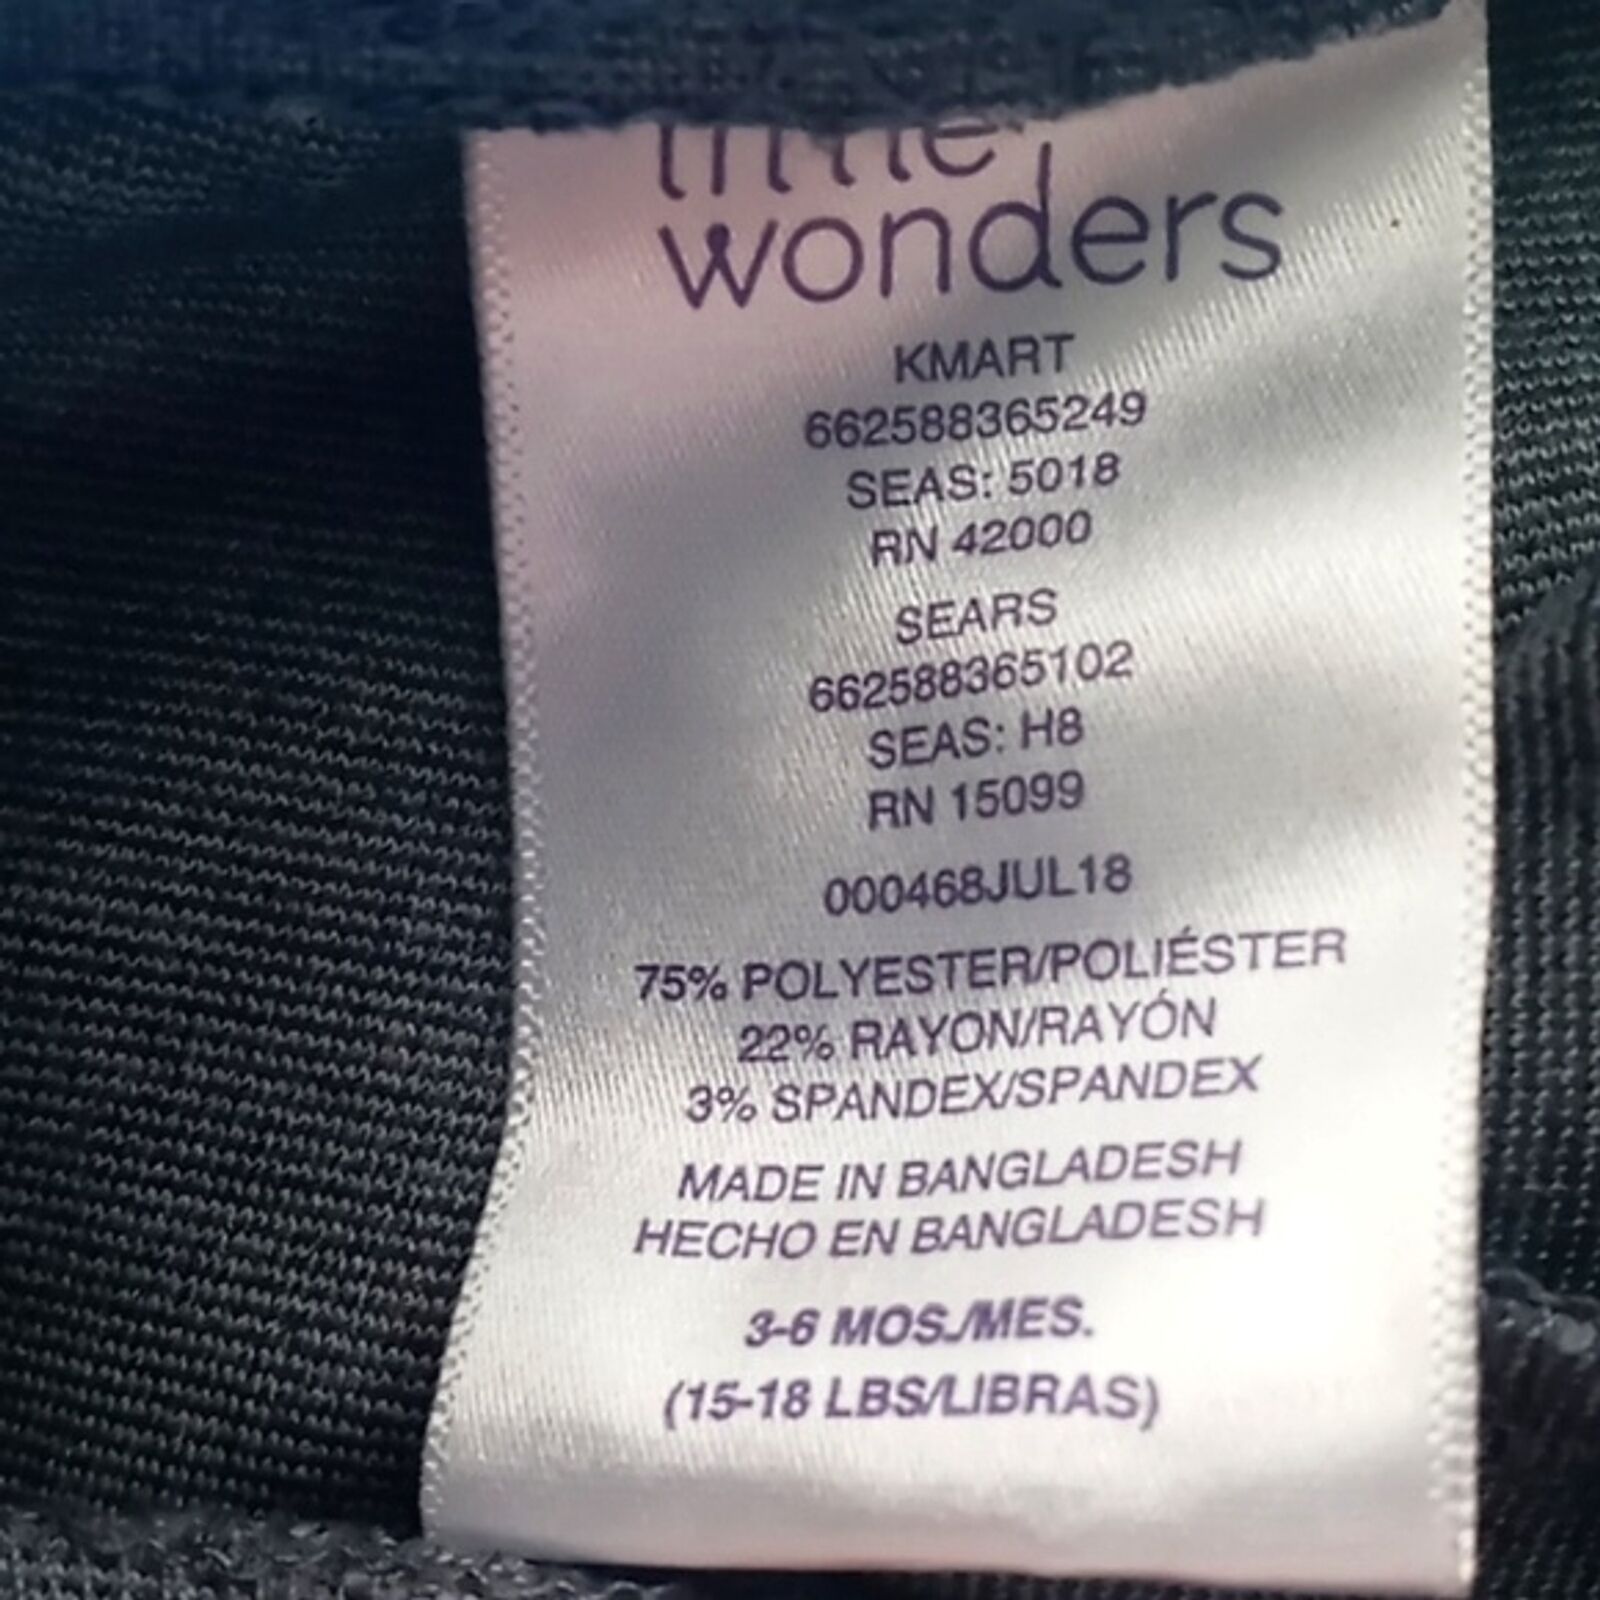 little
wonders
KMART
662588365249
SEAS: 5018
RN 42000
SEARS
662588365102
SEAS: H8
RN 15099
000468JUL18
75% POLYESTER/POLIÉSTER
22% RAYON/RAYÓN
3% SPANDEX/SPANDEX
MADE IN BANGLADESH
HECHO EN BANGLADESH
3-6 MOS./MES.
(15-18 LBS/LIBRAS)